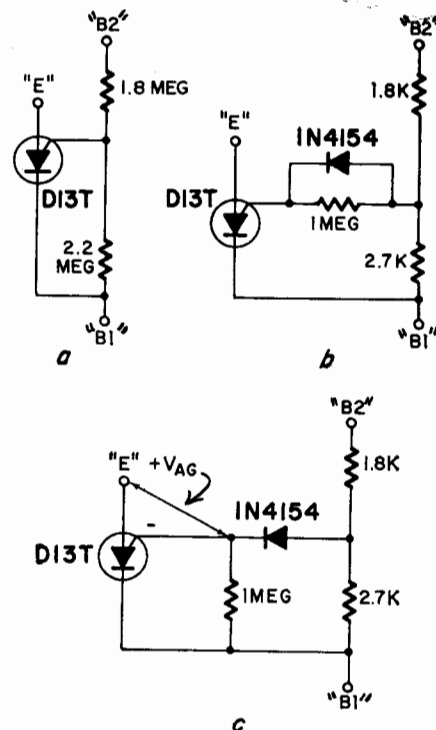 "B2"
1.8 MEG
"E"
D13T
2.2
MEG
"B1"
a
"B2"
1.8K
"E"
1N4154
D13T
1MEG
2.7K
"B1"
b
"B2"
1.8K
"E" +VAG
1N4154
-
D13T
1MEG
2.7K
"B1"
c